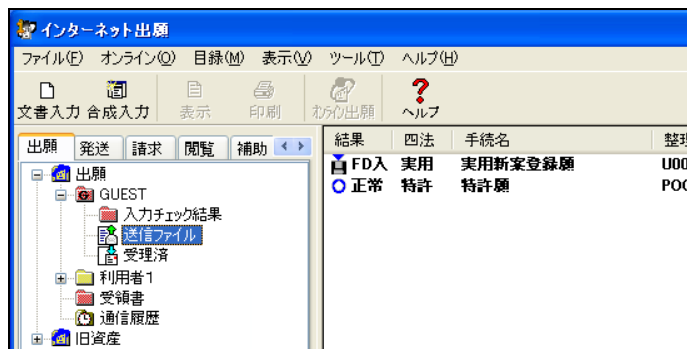 インターネット出願
ファイル(F) オンライン(O) 目録(M) 表示(V) ツール(T) ヘルプ(H)
文書入力 合成入力 表示 印刷 オンライン出願 ヘルプ
出願 発送 請求 閲覧 補助
結果 四法 手続名
出願
GUEST
入力チェック結果
送信ファイル
受理済
利用者1
受領書
通信履歴
旧資産
FD入 実用 実用新案登録願 U00
正常 特許 特許願 P00